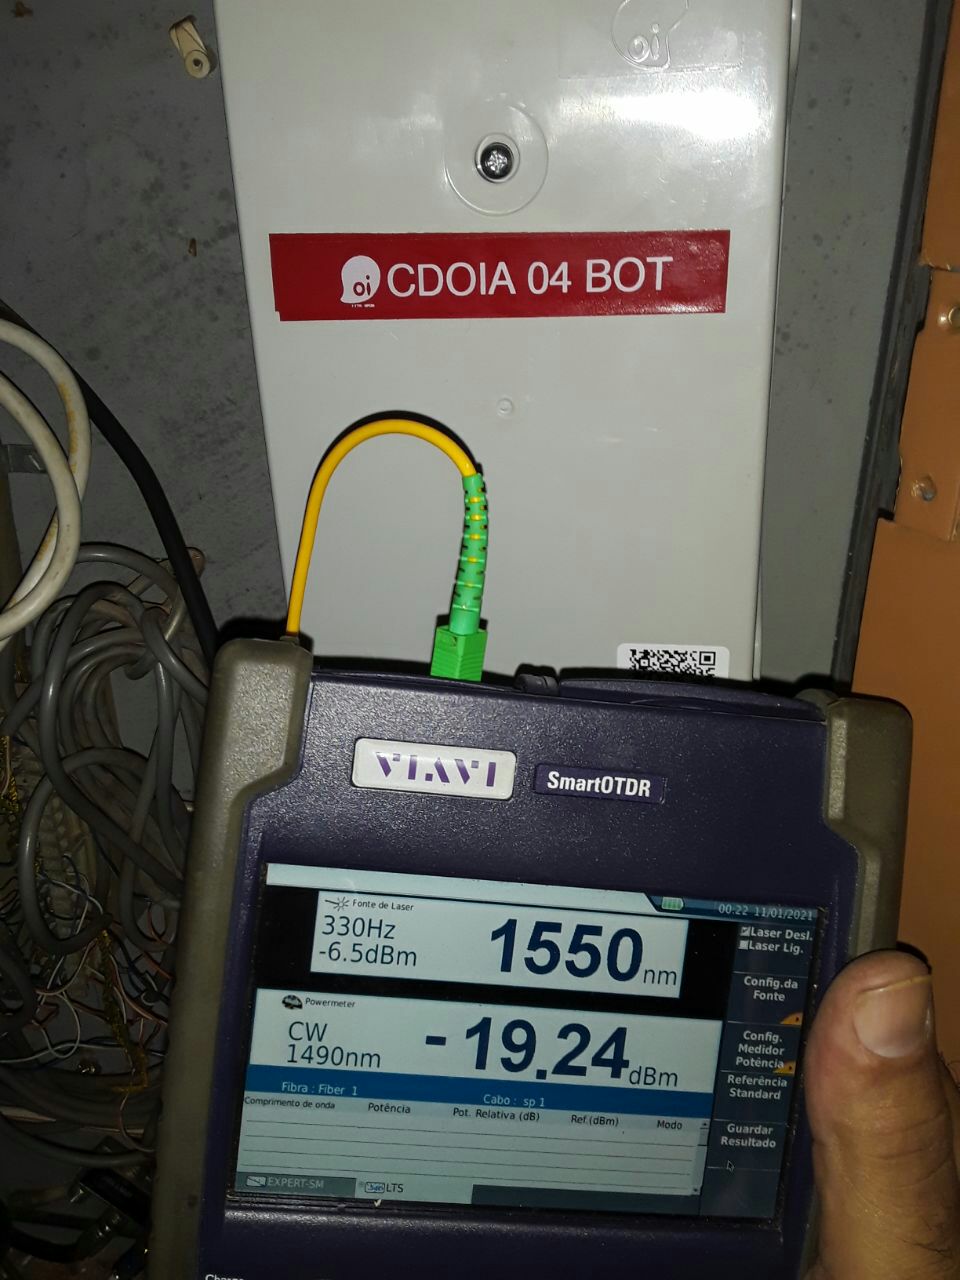 oi
oi CDOIA 04 BOT
VIAVI
SmartOTDR
00:22 11/01/2021
Fonte de Laser
330Hz
-6.5dBm
1550nm
Laser Desl.
Laser Lig.
Config.da
Fonte
Powermeter
CW
1490nm
-19.24dBm
Config.
Medidor
Potência
Referência
Standard
Fibra : Fiber 1
Cabo : sp 1
Comprimento de onda
Potência
Pot. Relativa (dB)
Ref.(dBm)
Modo
Guardar
Resultado
EXPERT-SM
LTS